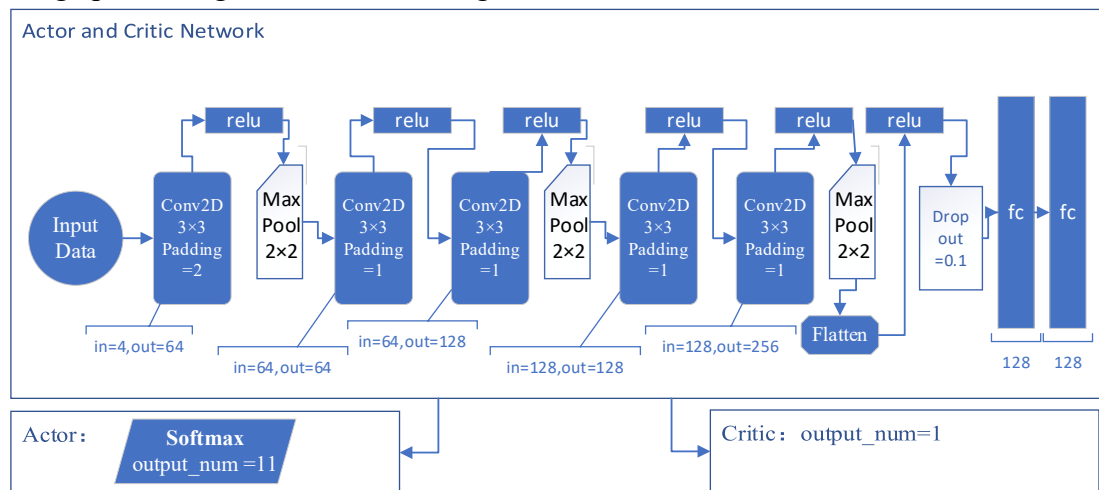 Actor and Critic Network
relu
relu
relu
relu
relu
relu
Input
Data
Conv2D
3×3
Padding
=2
Max
Pool
2×2
Conv2D
3×3
Padding
=1
Conv2D
3×3
Padding
=1
Max
Pool
2×2
Conv2D
3×3
Padding
=1
Conv2D
3×3
Padding
=1
Max
Pool
2×2
Flatten
Drop
out
=0.1
fc
fc
in=4,out=64
in=64,out=64
in=64,out=128
in=128,out=128
in=128,out=256
128
128
Actor：
Softmax
output_num =11
Critic：output_num=1